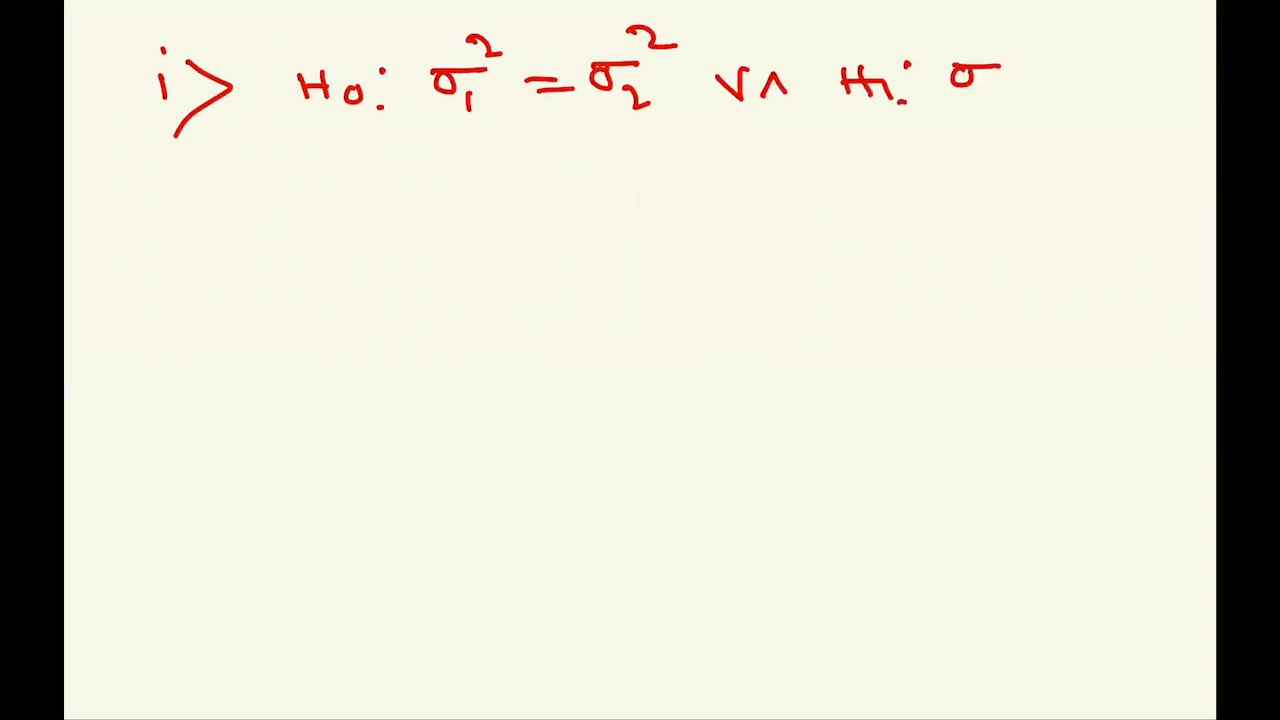 i> H₀: σ₁² = σ₂² vs H₁: σ